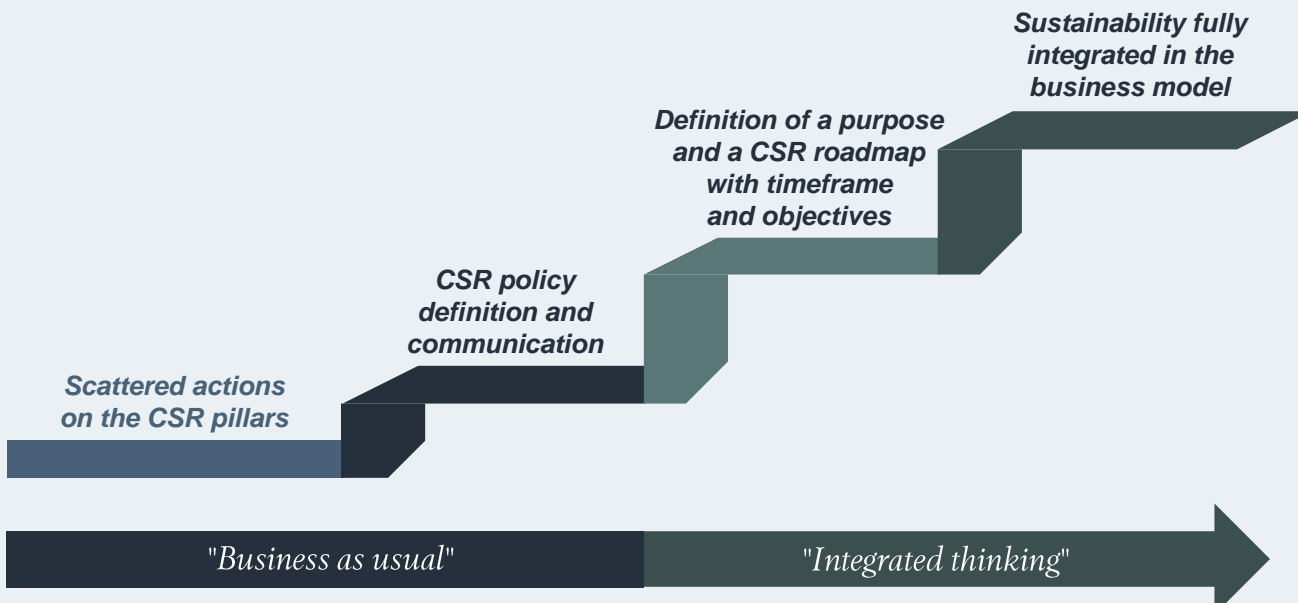 Sustainability fully
integrated in the
business model
Definition of a purpose
and a CSR roadmap
with timeframe
and objectives
CSR policy
definition and
communication
Scattered actions
on the CSR pillars
"Business as usual"
"Integrated thinking"